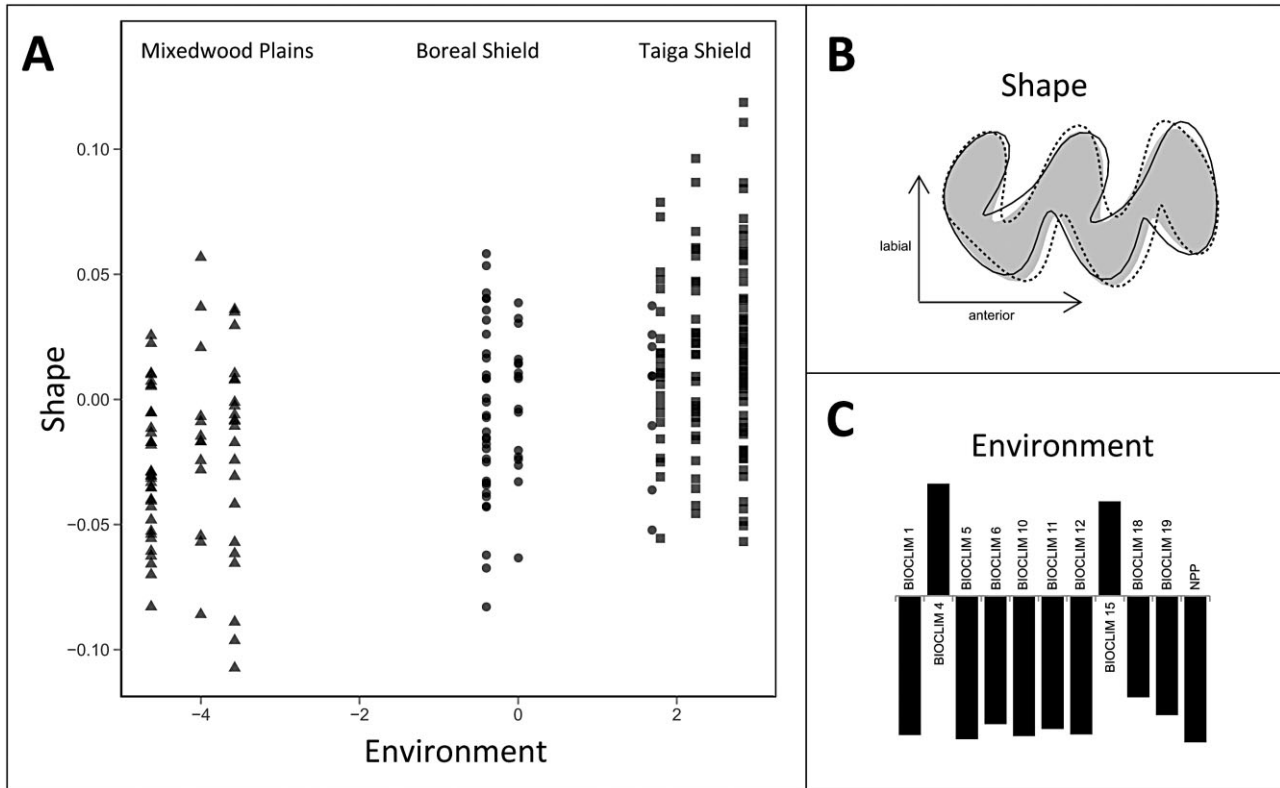 A
Mixedwood Plains
Boreal Shield
Taiga Shield
0.10
0.05
0.00
−0.05
−0.10
Shape
−4
−2
0
2
Environment
B
Shape
labial
anterior
C
Environment
BIOCLIM 1
BIOCLIM 4
BIOCLIM 5
BIOCLIM 6
BIOCLIM 10
BIOCLIM 11
BIOCLIM 12
BIOCLIM 15
BIOCLIM 18
BIOCLIM 19
NPP